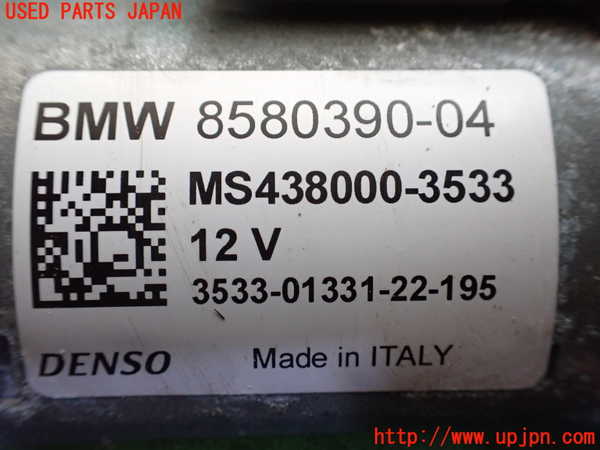 USED PARTS JAPAN
BMW 8580390-04
MS438000-3533
12 V
3533-01331-22-195
DENSO Made in ITALY
http://www.upjpn.com/